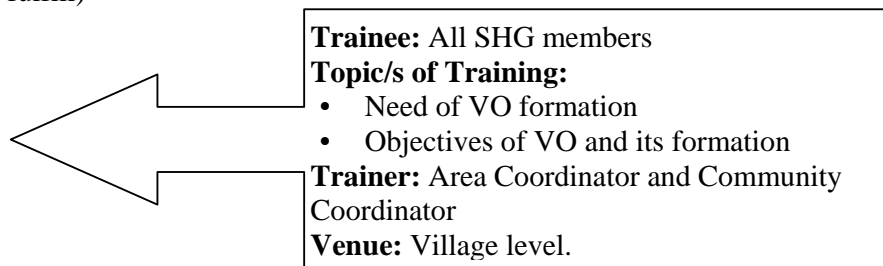 Trainee: All SHG members
Topic/s of Training:
• Need of VO formation
• Objectives of VO and its formation
Trainer: Area Coordinator and Community
Coordinator
Venue: Village level.